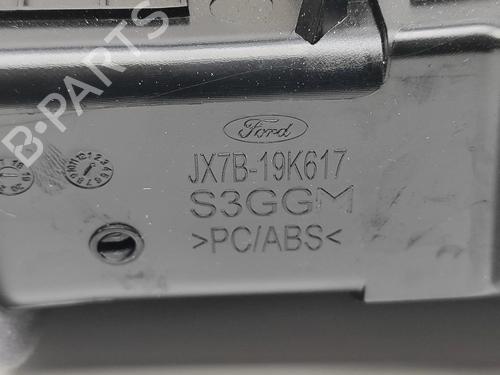 B-PARTS
Ford
JX7B-19K617
S3GGM
>PC/ABS<